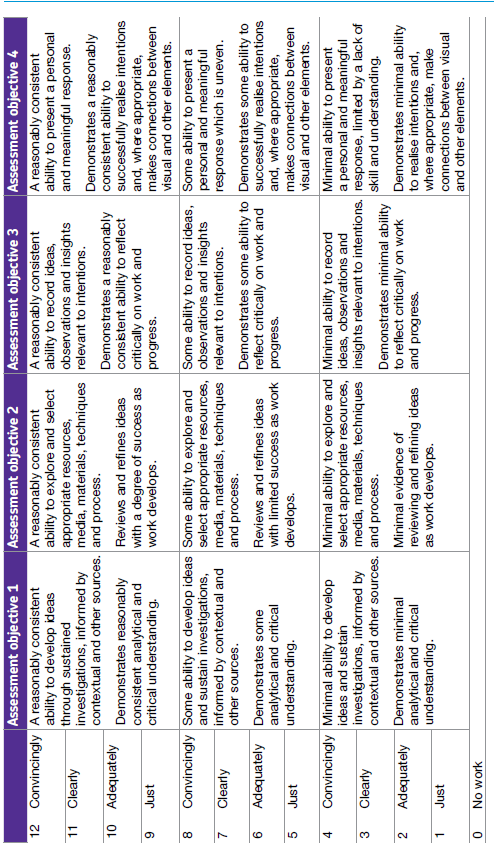 Assessment objective 1
Assessment objective 2
Assessment objective 3
Assessment objective 4
12 Convincingly
11 Clearly
10 Adequately
9 Just
A reasonably consistent
ability to develop ideas
through sustained
investigations, informed by
contextual and other sources.
Demonstrates reasonably
consistent analytical and
critical understanding.
A reasonably consistent
ability to explore and select
appropriate resources,
media, materials, techniques
and process.
Reviews and refines ideas
with a degree of success as
work develops.
A reasonably consistent
ability to record ideas,
observations and insights
relevant to intentions.
Demonstrates a reasonably
consistent ability to reflect
critically on work and
progress.
A reasonably consistent
ability to present a personal
and meaningful response.
Demonstrates a reasonably
consistent ability to
successfully realise intentions
and, where appropriate,
makes connections between
visual and other elements.
8 Convincingly
7 Clearly
6 Adequately
5 Just
Some ability to develop ideas
and sustain investigations,
informed by contextual and
other sources.
Demonstrates some
analytical and critical
understanding.
Some ability to explore and
select appropriate resources,
media, materials, techniques
and process.
Reviews and refines ideas
with limited success as work
develops.
Some ability to record ideas,
observations and insights
relevant to intentions.
Demonstrates some ability to
reflect critically on work and
progress.
Some ability to present a
personal and meaningful
response which is uneven.
Demonstrates some ability to
successfully realise intentions
and, where appropriate,
makes connections between
visual and other elements.
4 Convincingly
3 Clearly
2 Adequately
1 Just
Minimal ability to develop
ideas and sustain
investigations, informed by
contextual and other sources.
Demonstrates minimal
analytical and critical
understanding.
Minimal ability to explore and
select appropriate resources,
media, materials, techniques
and process.
Minimal evidence of
reviewing and refining ideas
as work develops.
Minimal ability to record
ideas, observations and
insights relevant to intentions.
Demonstrates minimal ability
to reflect critically on work
and progress.
Minimal ability to present
a personal and meaningful
response, limited by a lack of
skill and understanding.
Demonstrates minimal ability
to realise intentions and,
where appropriate, make
connections between visual
and other elements.
0 No work